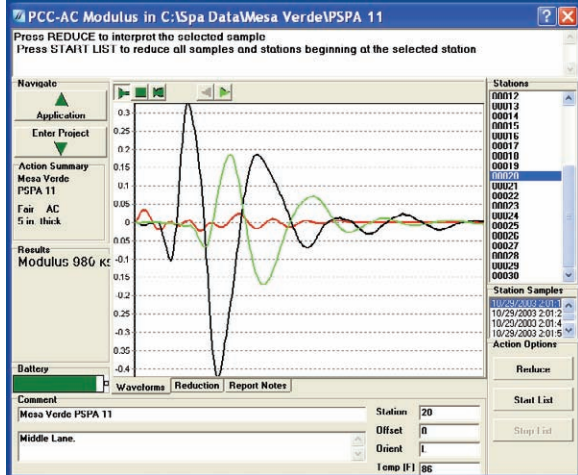 PCC-AC Modulus in C:\Spa Data\Mesa Verde\PSPA 11
Press REDUCE to interpret the selected sample
Press START LIST to reduce all samples and stations beginning at the selected station
Navigate
Application
Enter Project
Action Summary
Mesa Verde
PSPA 11
Fair AC
5 in. thick
Results
Modulus 980
Battery
0.3
0.25
0.2
0.15
0.1
0.05
0
0.05
-0.1
0.15
-0.2
0.25
-0.3
0.35
-0.4
Waveforms
Reduction
Report Notes
Stations
00012
00013
00014
00015
00016
00017
00018
00019
00020
00021
00022
00023
00024
00025
00026
00027
00028
00029
00030
Station Samples
10/29/2003 2:01:1
10/29/2003 2:01:2
10/29/2003 2:01:4
10/29/2003 2:01:5
Action Options
Reduce
Start List
Stop List
Comment
Mesa Verde PSPA 11
Middle Lane.
Station 20
Offset 0
Orient L
Temp (F) 86